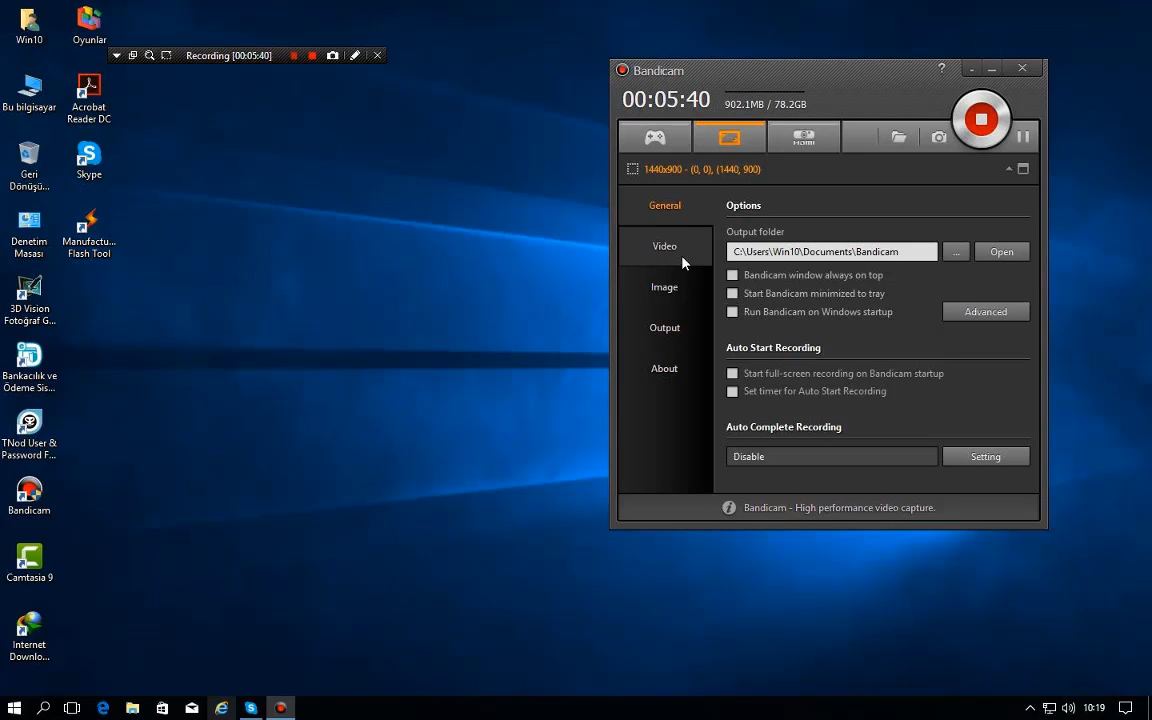 Win10
Oyunlar
Recording [00:05:40]
Bu bilgisayar
Acrobat
Reader DC
Geri
Dönüşü...
Skype
Denetim
Masası
Manufactu...
Flash Tool
3D Vision
Fotoğraf G...
Bankacılık ve
Ödeme Sis...
TNod User &
Password F...
Bandicam
Camtasia 9
Internet
Downlo...
Bandicam
?
00:05:40
902.1MB / 78.2GB
HDMI
1440x900 - (0, 0), (1440, 900)
General
Video
Image
Output
About
Options
Output folder
C:\Users\Win10\Documents\Bandicam
...
Open
Bandicam window always on top
Start Bandicam minimized to tray
Run Bandicam on Windows startup
Advanced
Auto Start Recording
Start full-screen recording on Bandicam startup
Set timer for Auto Start Recording
Auto Complete Recording
Disable
Setting
Bandicam - High performance video capture.
10:19